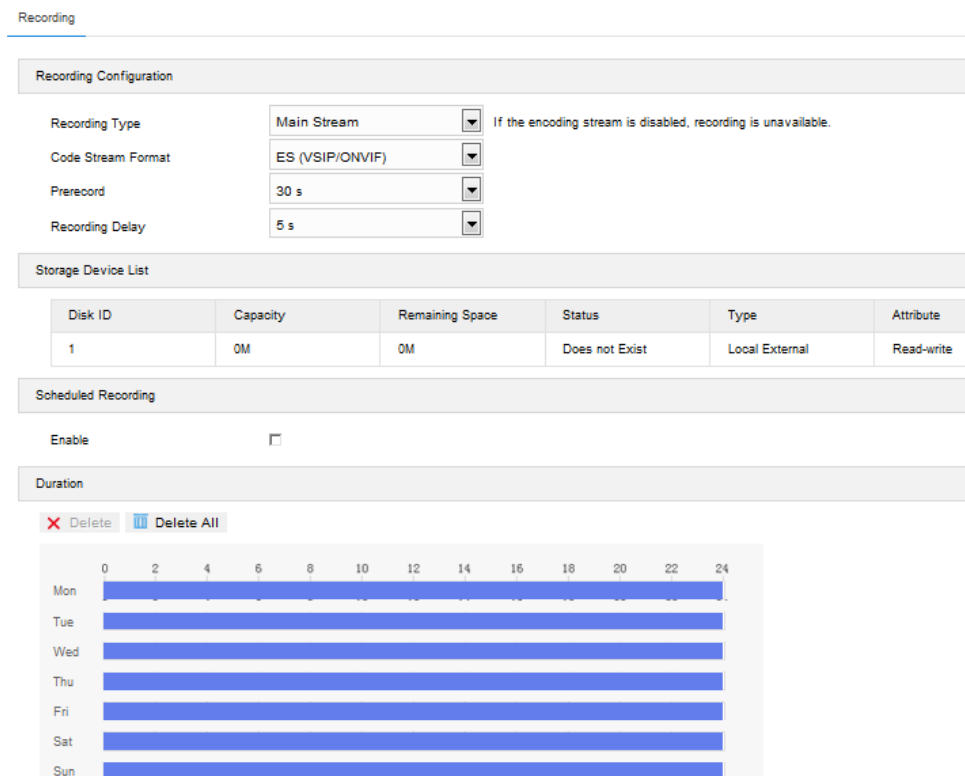 Recording
Recording Configuration
Recording Type Main Stream If the encoding stream is disabled, recording is unavailable.
Code Stream Format ES (VSIP/ONVIF)
Prerecord 30 s
Recording Delay 5 s
Storage Device List
Disk ID Capacity Remaining Space Status Type Attribute
1 0M 0M Does not Exist Local External Read-write
Scheduled Recording
Enable
Duration
Delete Delete All
0 2 4 6 8 10 12 14 16 18 20 22 24
Mon
Tue
Wed
Thu
Fri
Sat
Sun